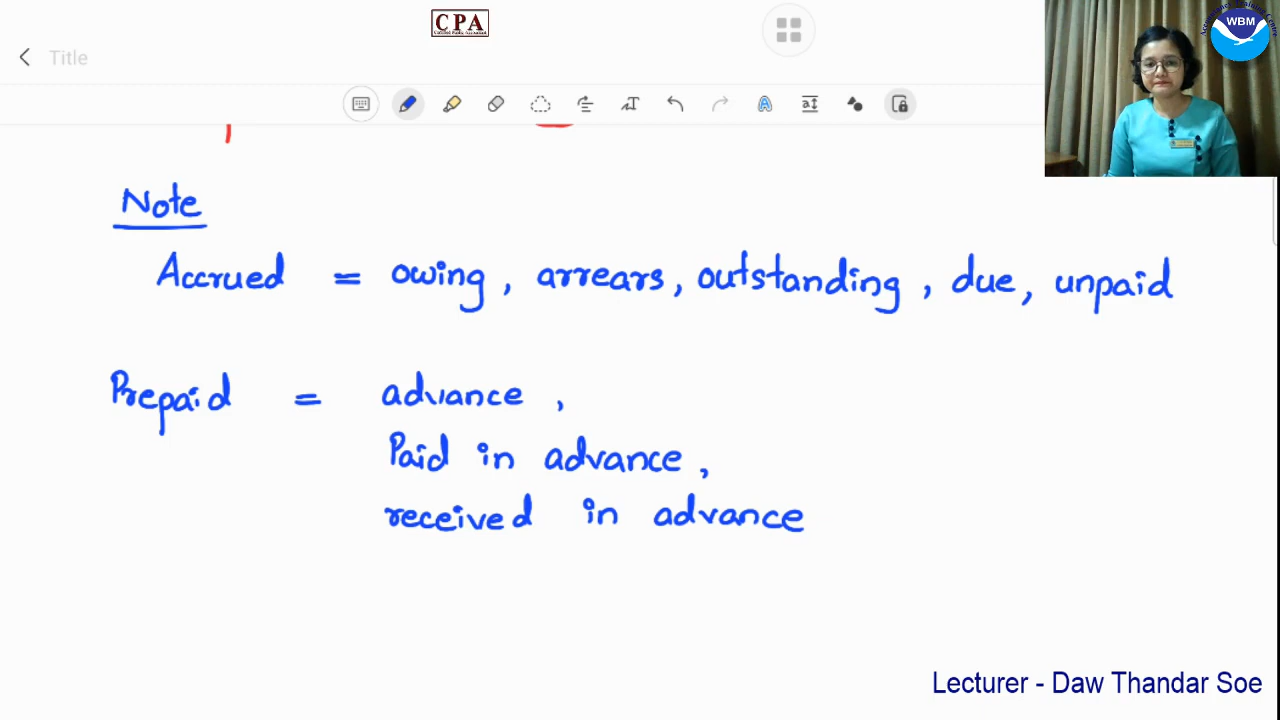 CPA
WBM
Title
Note
Accrued = owing, arrears, outstanding, due, unpaid
Prepaid = advance,
Paid in advance,
received in advance
Lecturer - Daw Thandar Soe